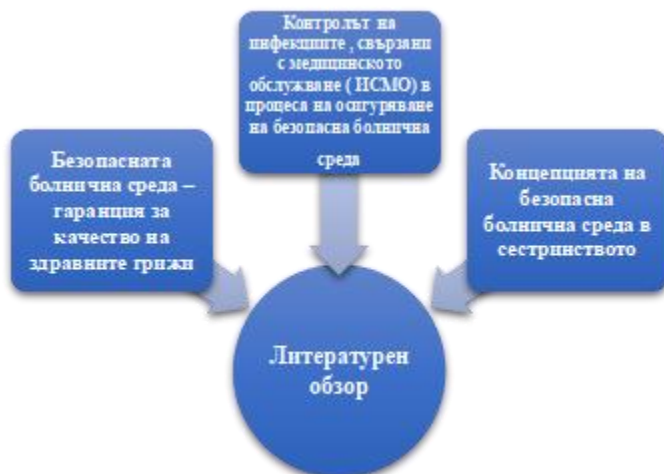 Контролът на
инфекциите , свързани
с медицинското
обслужване ( ИСМО) в
процеса на осигуряване
на безопасна болнична
среда
Безопасната
болнична среда –
гаранция за
качество на
здравните грижи
Концепцията на
безопасна
болнична среда в
сестринството
Литературен
обзор